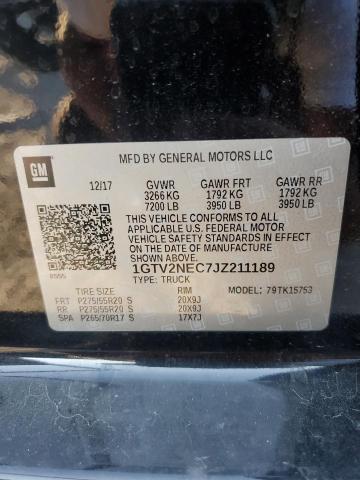 GM
MFD BY GENERAL MOTORS LLC
12/17 GVWR GAWR FRT GAWR RR
3266 KG 1792 KG 1792 KG
7200 LB 3950 LB 3950 LB
THIS VEHICLE CONFORMS TO ALL
APPLICABLE U.S. FEDERAL MOTOR
VEHICLE SAFETY STANDARDS IN EFFECT
ON THE DATE OF MANUFACTURE
SHOWN ABOVE.
1GTV2NEC7JZ211189
TYPE: TRUCK
TIRE SIZE RIM 79TK15753
FRT P275/55R20 S 20X9J
RR P275/55R20 S 20X9J
SPA P265/70R17 S 17X7J